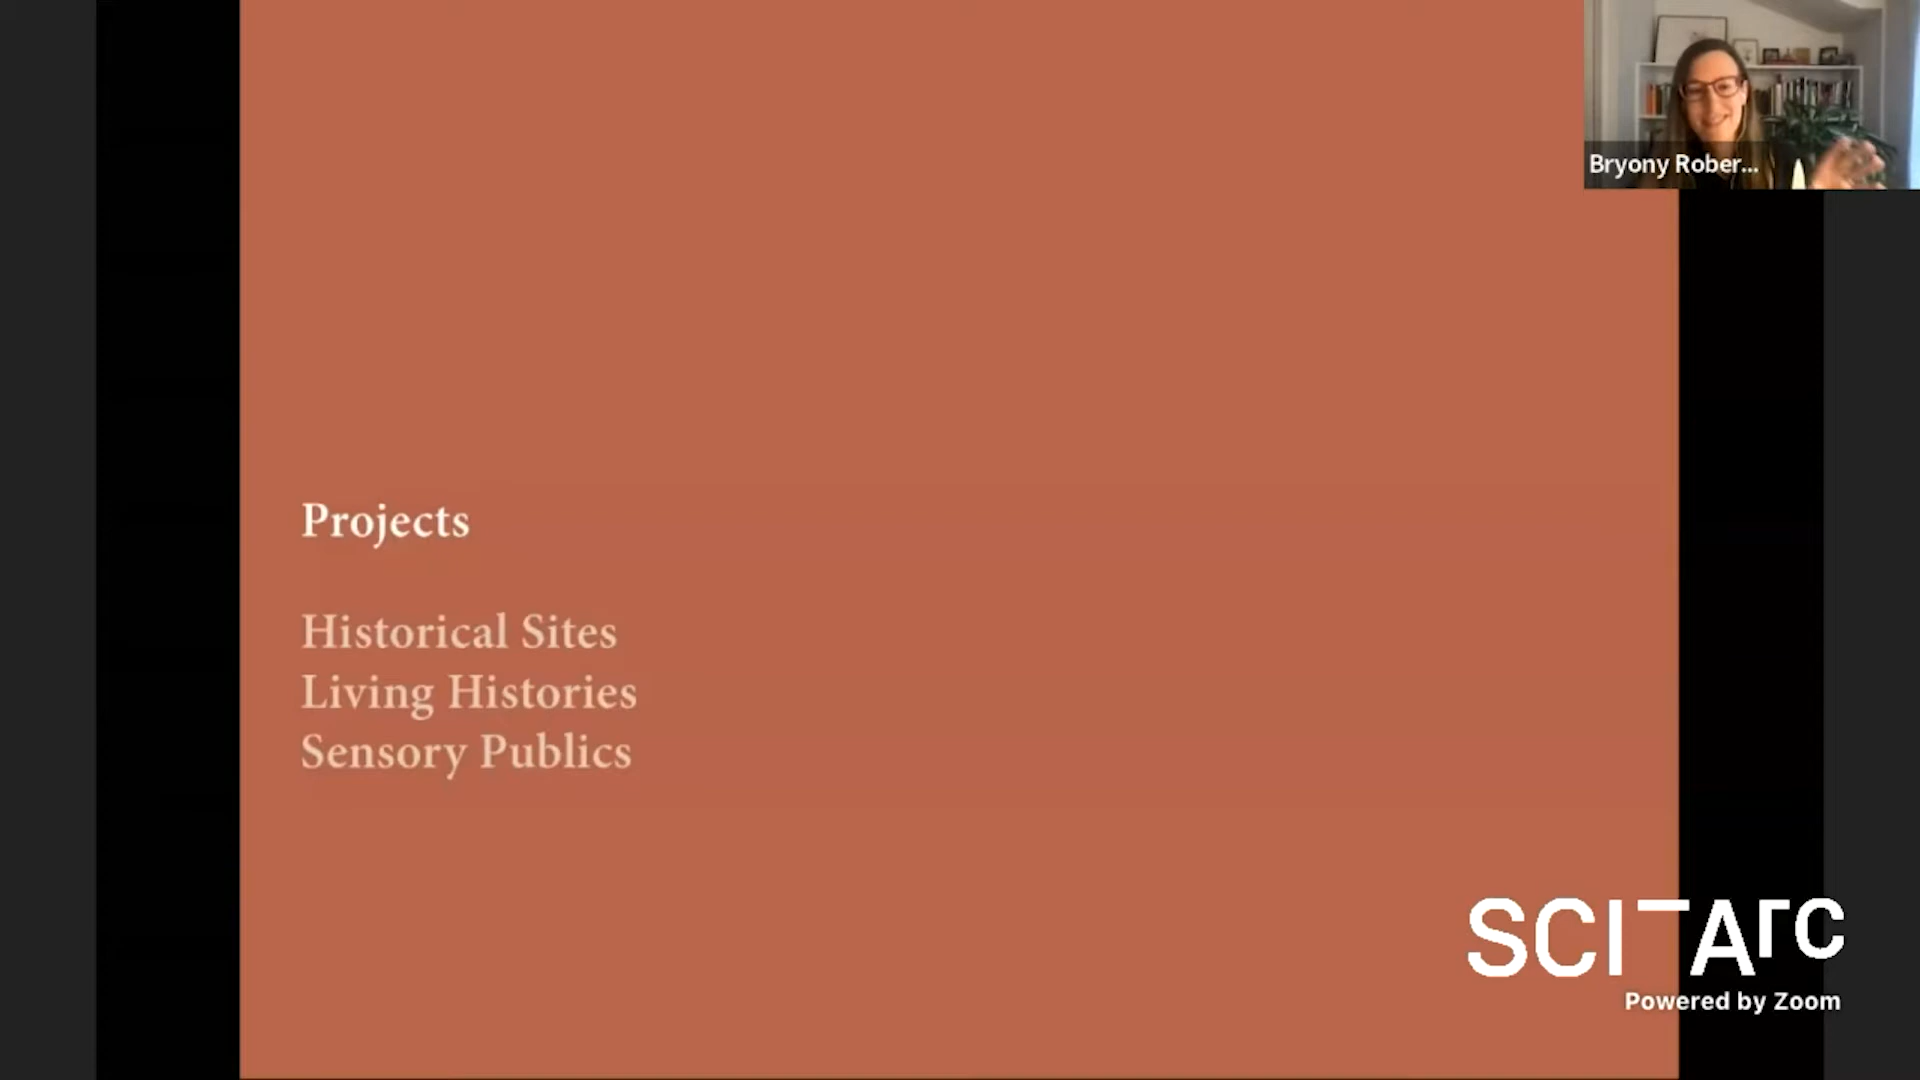 Bryony Rober...
Projects
Historical Sites
Living Histories
Sensory Publics
SCI-Arc
Powered by Zoom